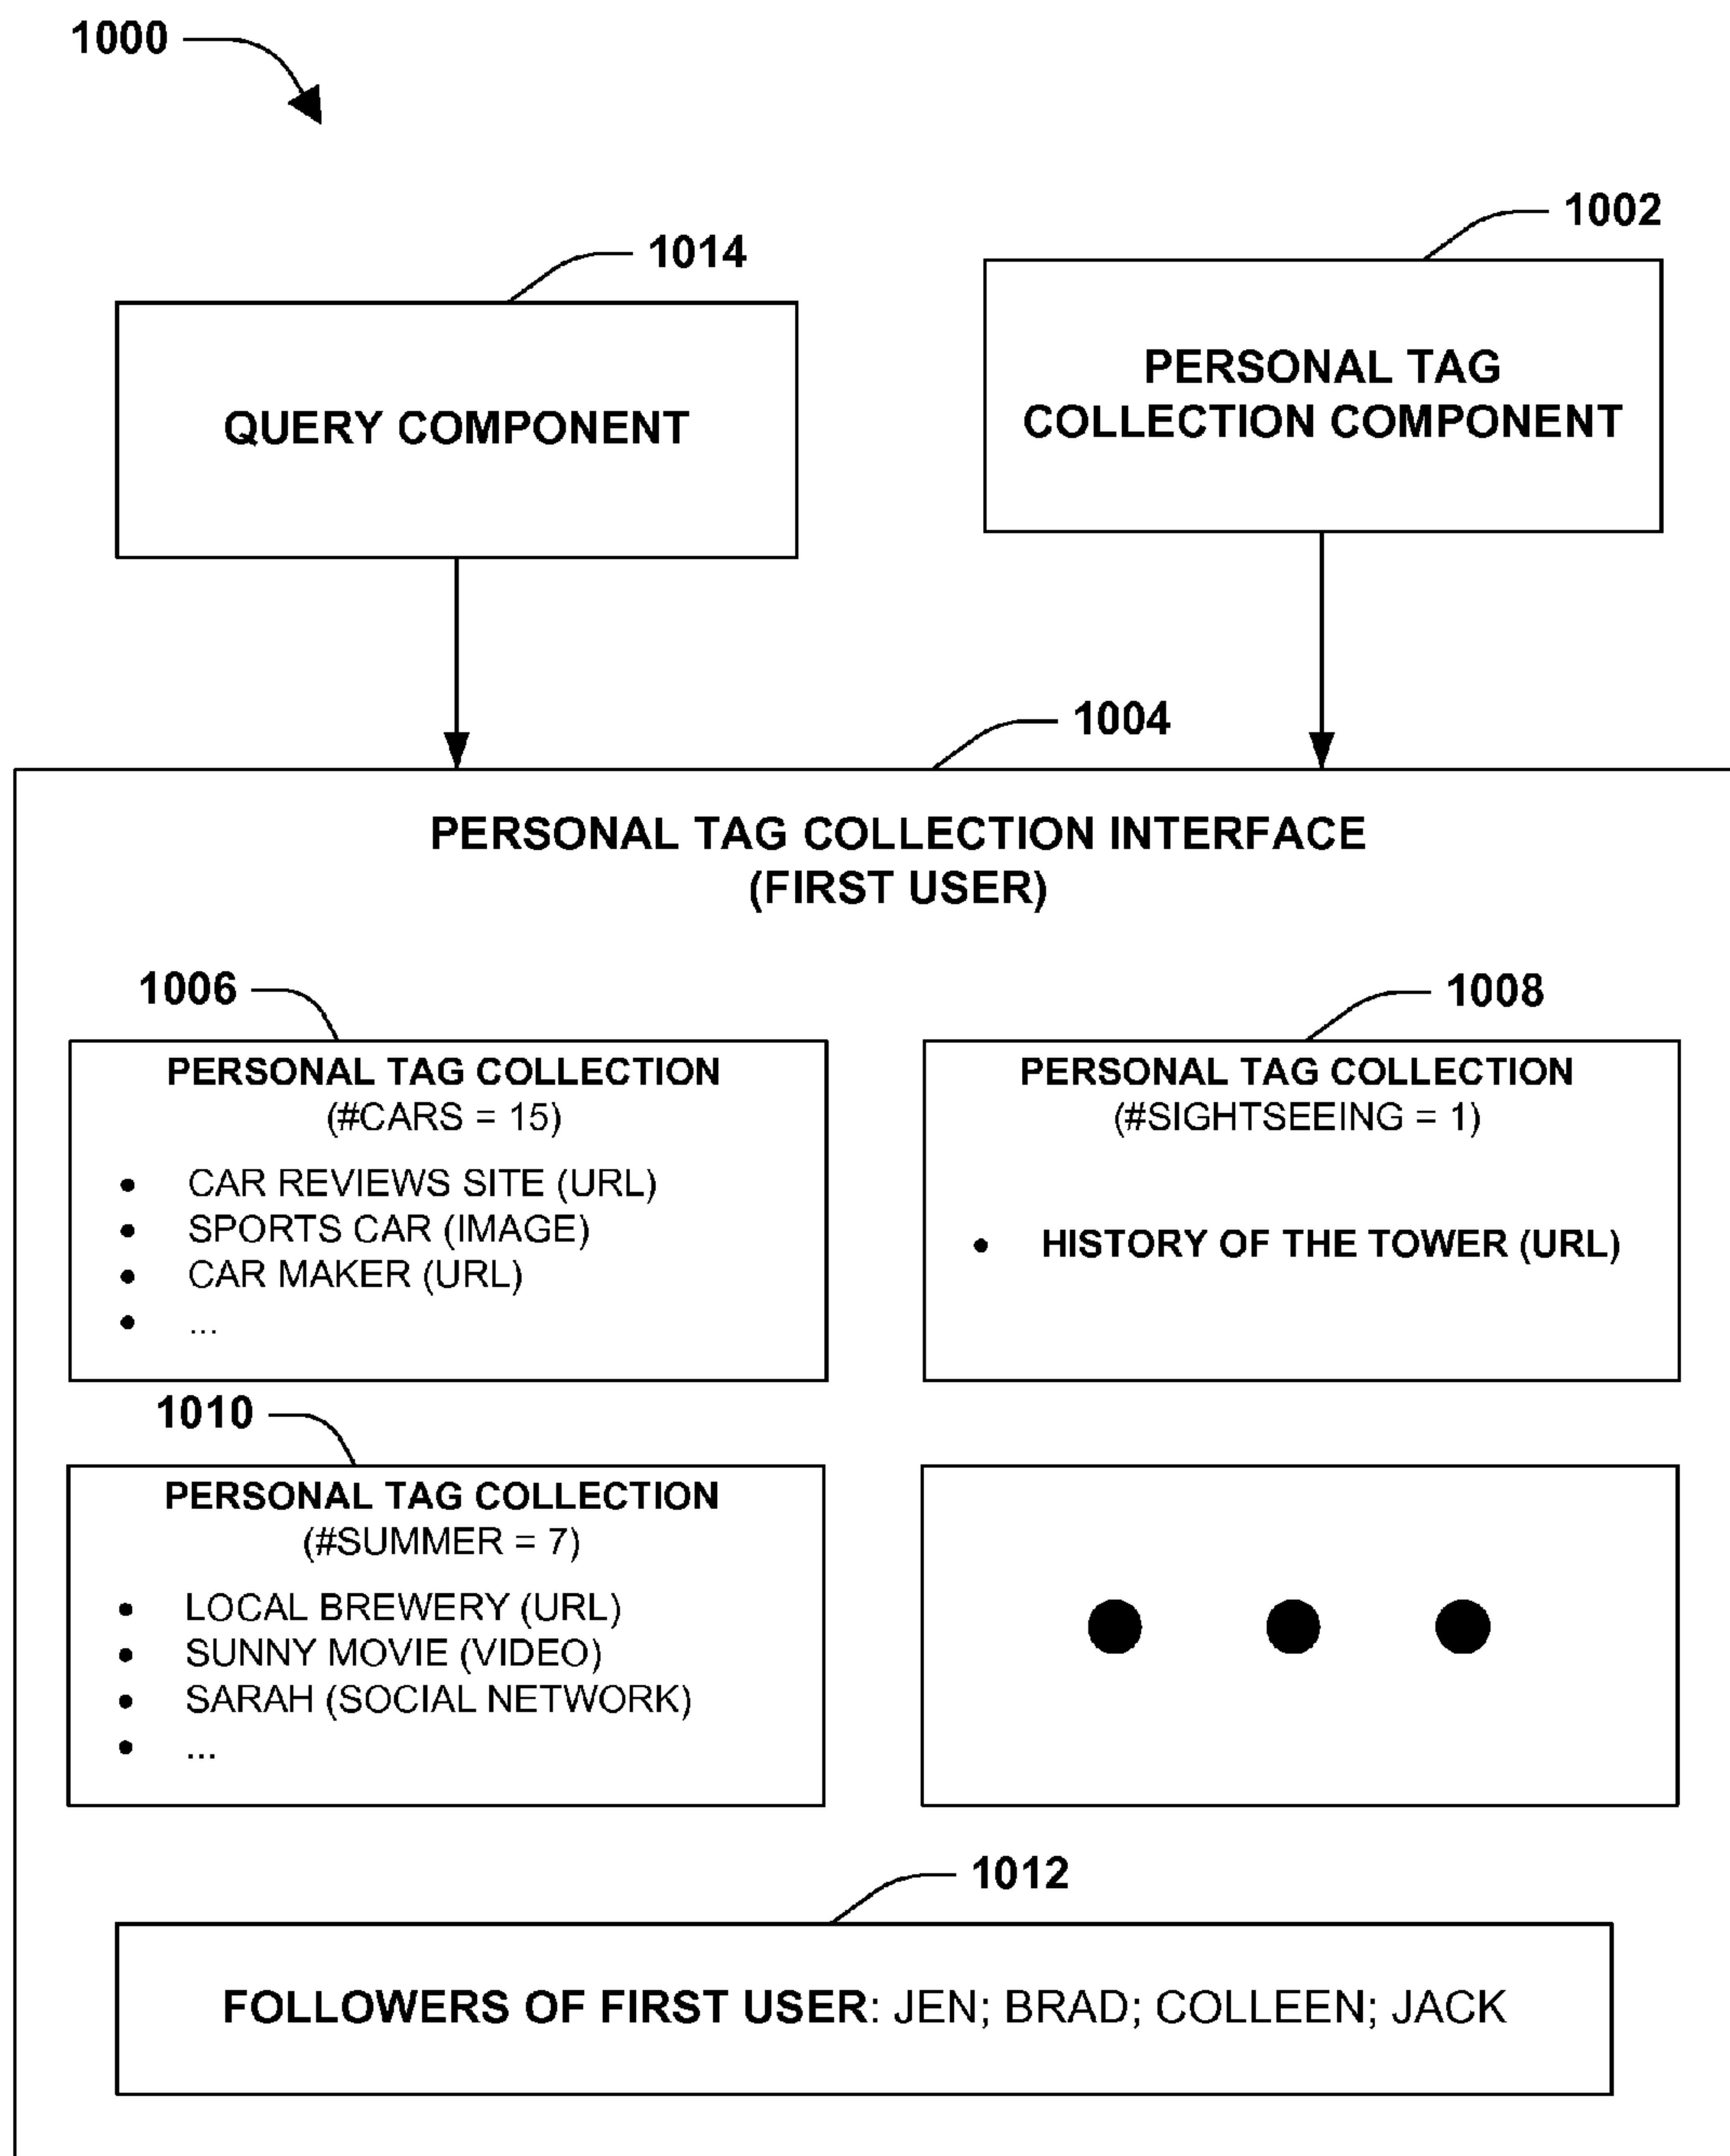 1000
1002
1014
PERSONAL TAG
COLLECTION COMPONENT
QUERY COMPONENT
1004
PERSONAL TAG COLLECTION INTERFACE
(FIRST USER)
1006
1008
PERSONAL TAG COLLECTION
(#CARS = 15)
• CAR REVIEWS SITE (URL)
• SPORTS CAR (IMAGE)
• CAR MAKER (URL)
• ...
PERSONAL TAG COLLECTION
(#SIGHTSEEING = 1)
• HISTORY OF THE TOWER (URL)
1010
PERSONAL TAG COLLECTION
(#SUMMER = 7)
• LOCAL BREWERY (URL)
• SUNNY MOVIE (VIDEO)
• SARAH (SOCIAL NETWORK)
• ...
1012
FOLLOWERS OF FIRST USER: JEN; BRAD; COLLEEN; JACK